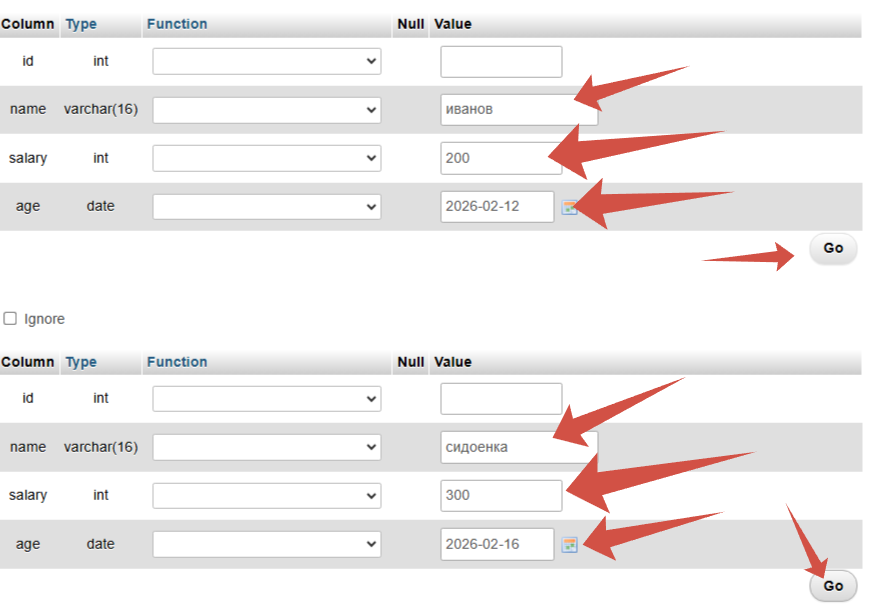 Column Type Function Null Value
id int
name varchar(16) иванов
salary int 200
age date 2026-02-12
Go
Ignore
Column Type Function Null Value
id int
name varchar(16) сидоенка
salary int 300
age date 2026-02-16
Go